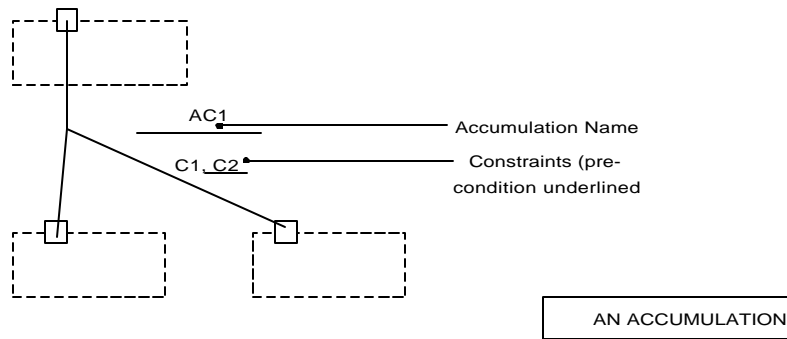 AC1
Accumulation Name
C1, C2
Constraints (pre-
condition underlined
AN ACCUMULATION